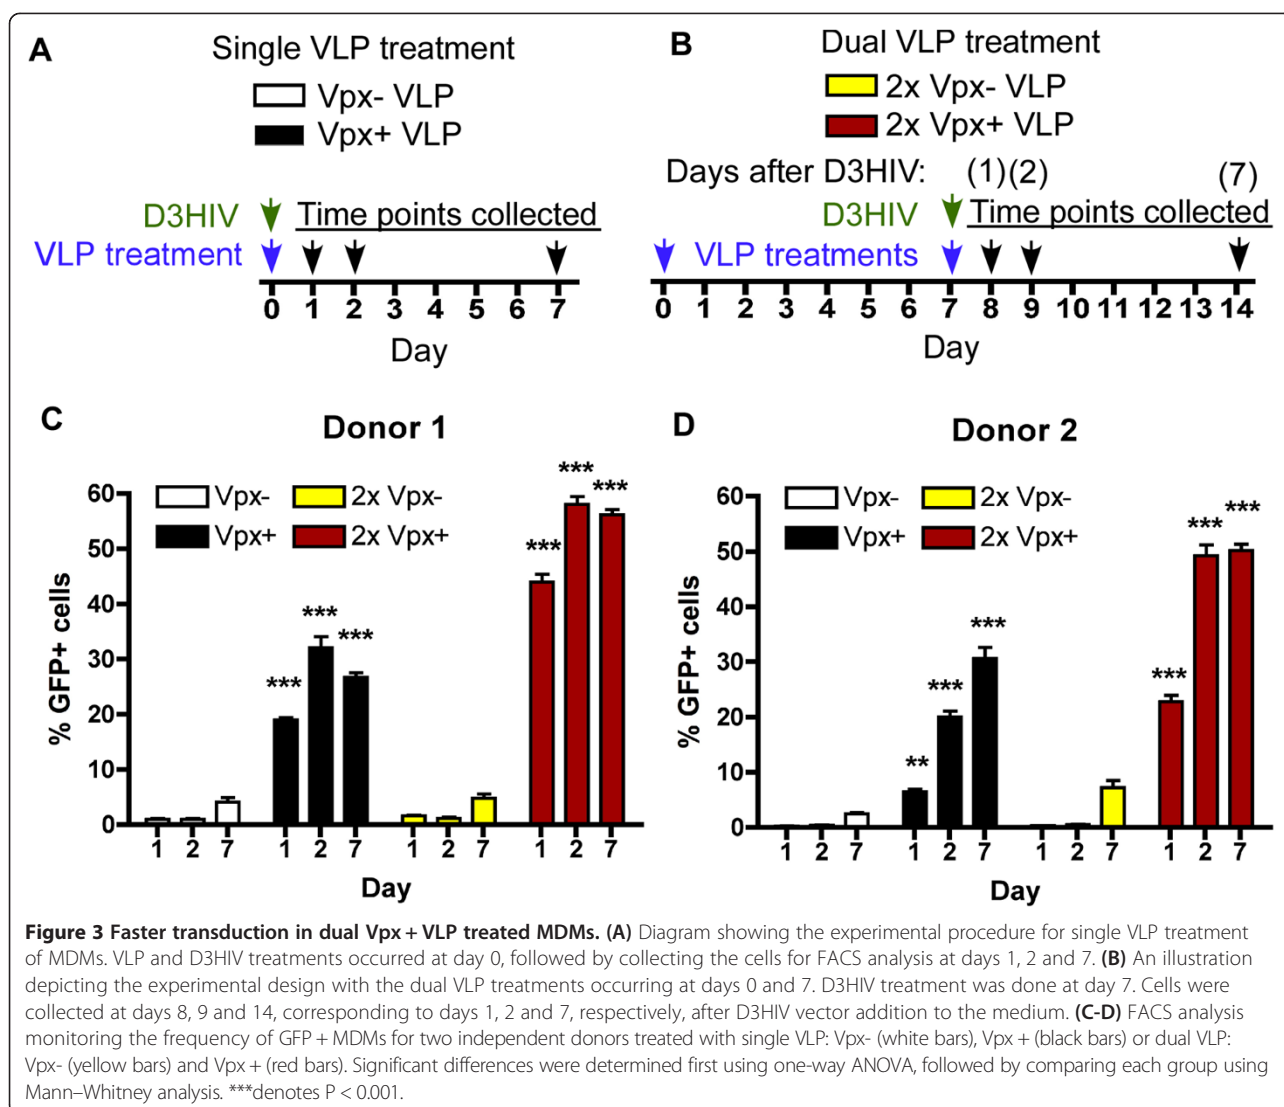 A
Single VLP treatment
Vpx- VLP
Vpx+ VLP
D3HIV
Time points collected
VLP treatment
0 1 2 3 4 5 6 7
Day
B
Dual VLP treatment
2x Vpx- VLP
2x Vpx+ VLP
Days after D3HIV: (1) (2) (7)
D3HIV
Time points collected
VLP treatments
0 1 2 3 4 5 6 7 8 9 10 11 12 13 14
Day
C
Donor 1
% GFP+ cells
60
50
40
30
20
10
0
Vpx- 2x Vpx-
Vpx+ 2x Vpx+
*** *** *** *** *** ***
1 2 7 1 2 7 1 2 7 1 2 7
Day
D
Donor 2
% GFP+ cells
60
50
40
30
20
10
0
Vpx- 2x Vpx-
Vpx+ 2x Vpx+
** *** *** *** *** ***
1 2 7 1 2 7 1 2 7 1 2 7
Day
Figure 3 Faster transduction in dual Vpx + VLP treated MDMs. (A) Diagram showing the experimental procedure for single VLP treatment
of MDMs. VLP and D3HIV treatments occurred at day 0, followed by collecting the cells for FACS analysis at days 1, 2 and 7. (B) An illustration
depicting the experimental design with the dual VLP treatments occurring at days 0 and 7. D3HIV treatment was done at day 7. Cells were
collected at days 8, 9 and 14, corresponding to days 1, 2 and 7, respectively, after D3HIV vector addition to the medium. (C-D) FACS analysis
monitoring the frequency of GFP + MDMs for two independent donors treated with single VLP: Vpx- (white bars), Vpx + (black bars) or dual VLP:
Vpx- (yellow bars) and Vpx + (red bars). Significant differences were determined first using one-way ANOVA, followed by comparing each group using
Mann–Whitney analysis. ***denotes P < 0.001.